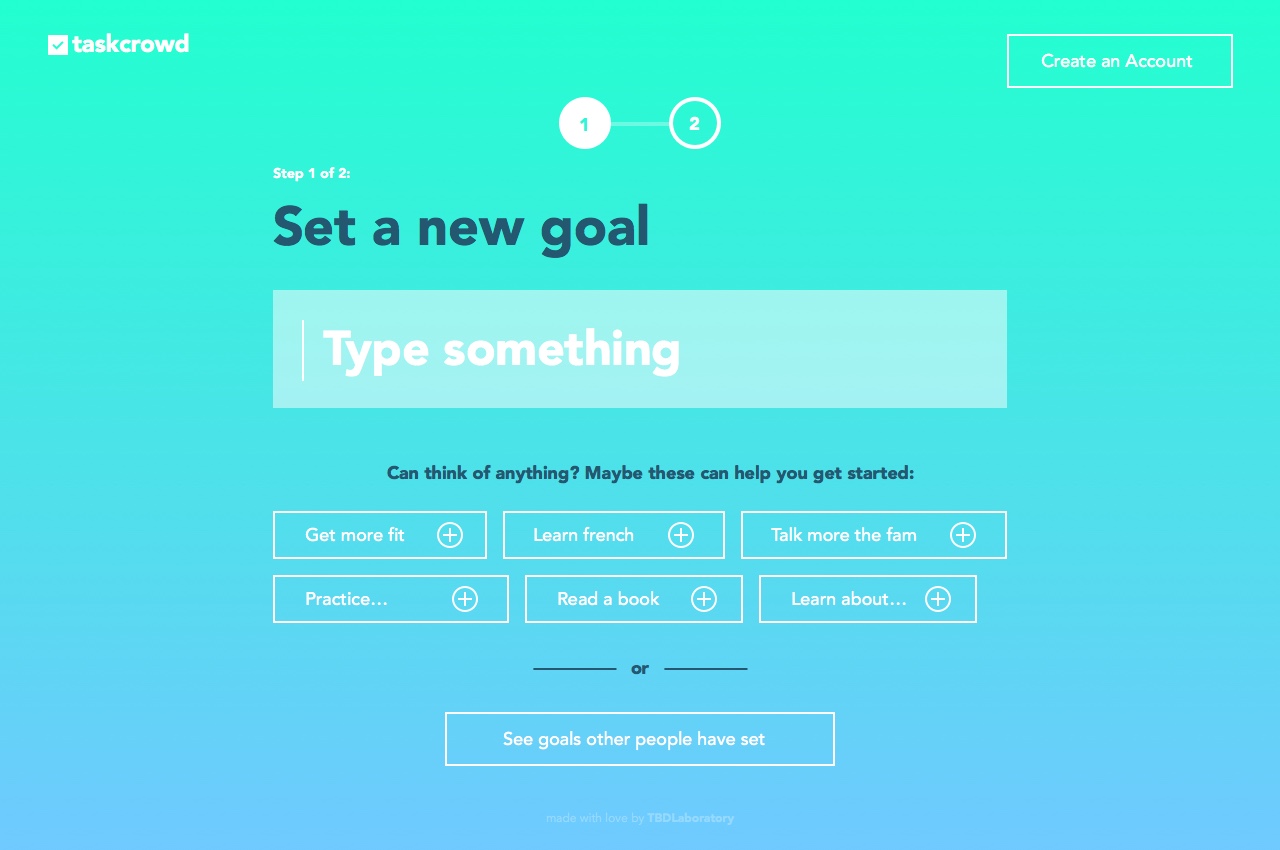 taskcrowd
Create an Account
1
2
Step 1 of 2:
Set a new goal
Type something
Can think of anything? Maybe these can help you get started:
Get more fit
Learn french
Talk more the fam
Practice...
Read a book
Learn about...
or
See goals other people have set
made with love by TBDLaboratory